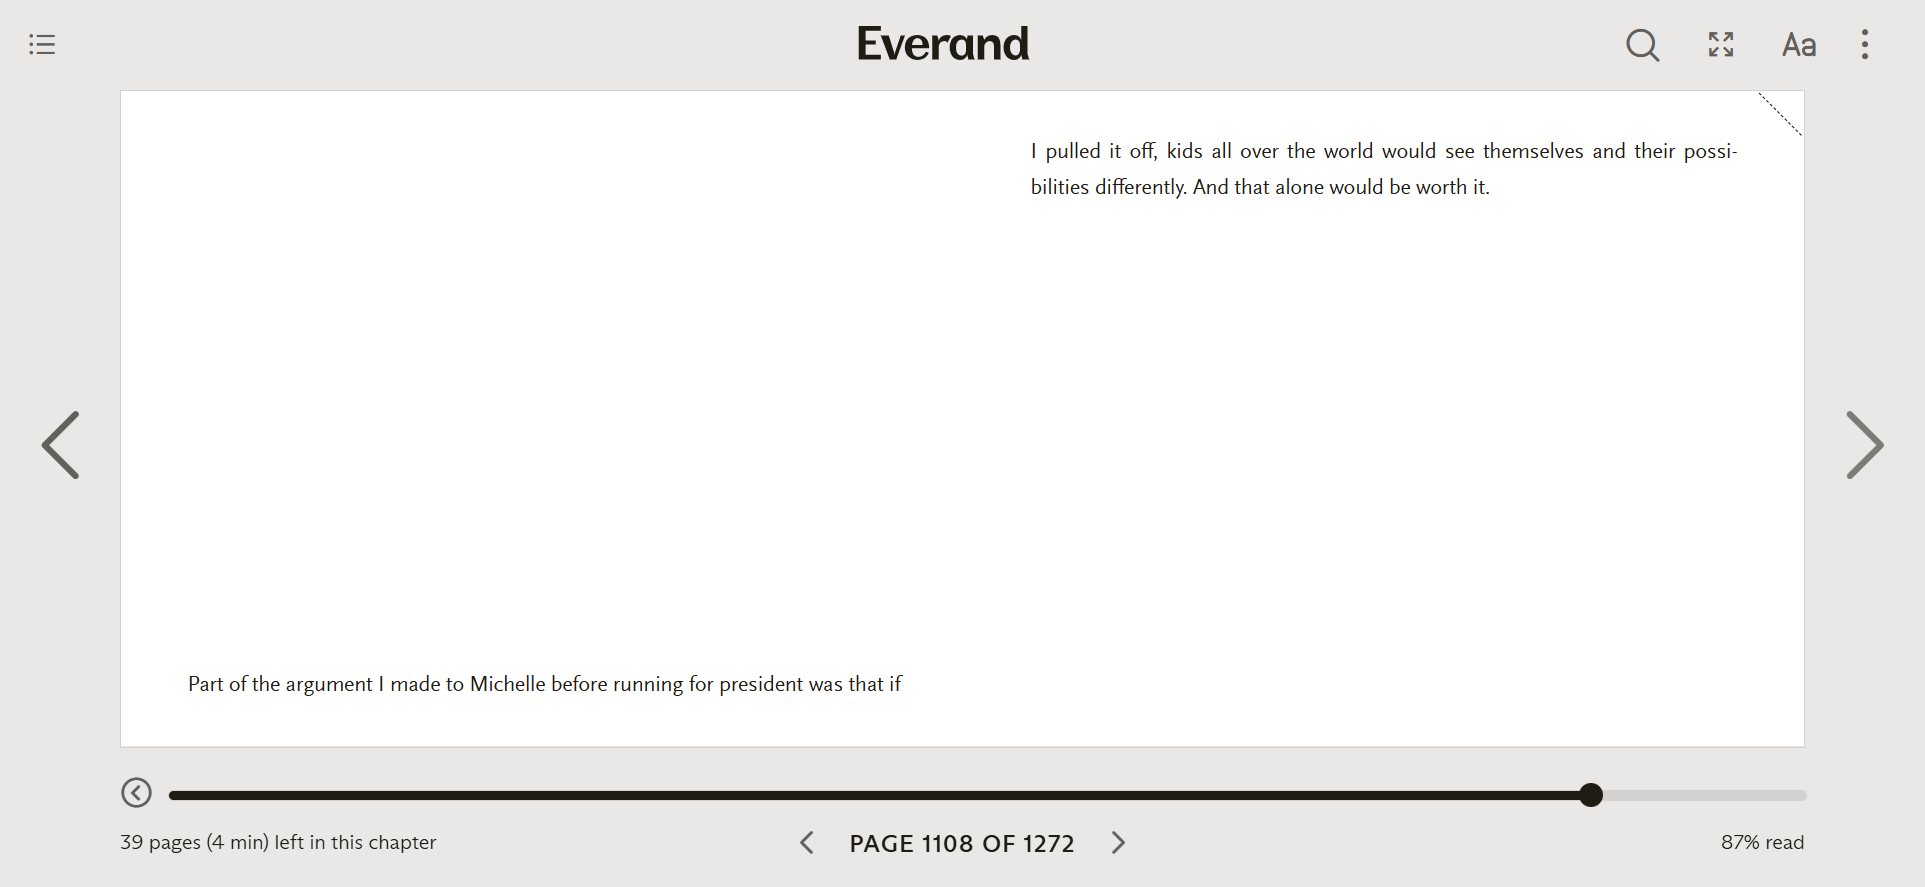 Everand
Aa
Part of the argument I made to Michelle before running for president was that if
I pulled it off, kids all over the world would see themselves and their possi-
bilities differently. And that alone would be worth it.
39 pages (4 min) left in this chapter
PAGE 1108 OF 1272
87% read